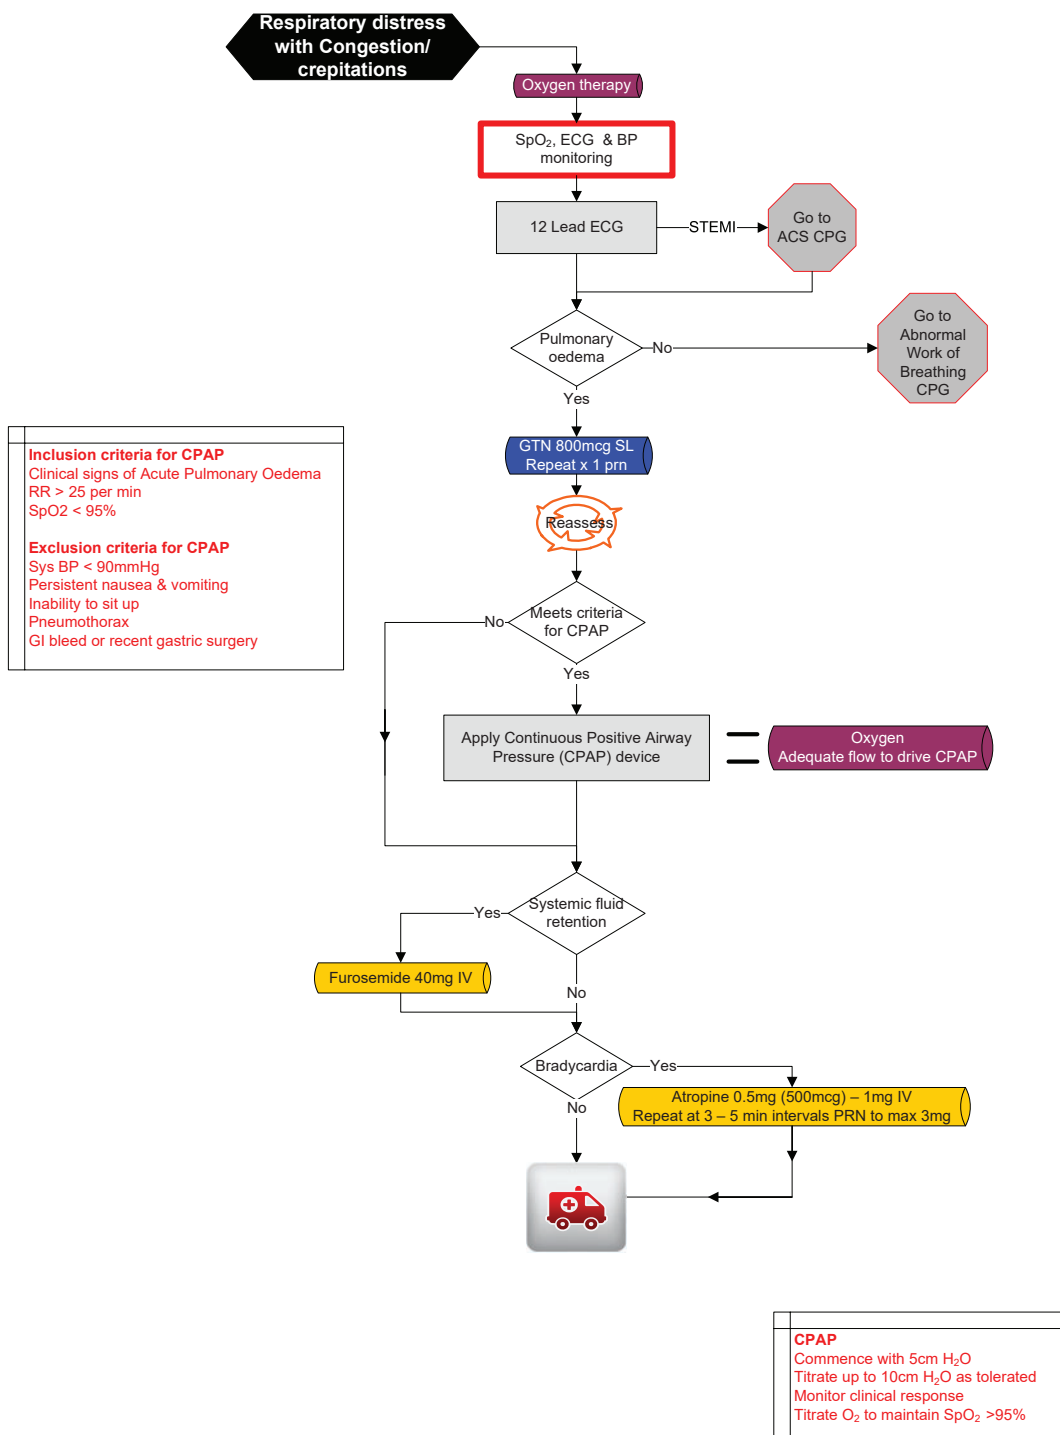 Respiratory distress
with Congestion/
crepitations
Oxygen therapy
SpO₂, ECG & BP
monitoring
12 Lead ECG
STEMI
Go to
ACS CPG
Pulmonary
oedema
No
Go to
Abnormal
Work of
Breathing
CPG
Yes
GTN 800mcg SL
Repeat x 1 prn
Inclusion criteria for CPAP
Clinical signs of Acute Pulmonary Oedema
RR > 25 per min
SpO2 < 95%
Exclusion criteria for CPAP
Sys BP < 90mmHg
Persistent nausea & vomiting
Inability to sit up
Pneumothorax
GI bleed or recent gastric surgery
Reassess
Meets criteria
for CPAP
No
Yes
Apply Continuous Positive Airway
Pressure (CPAP) device
Oxygen
Adequate flow to drive CPAP
Systemic fluid
retention
Yes
Furosemide 40mg IV
No
Bradycardia
Yes
Atropine 0.5mg (500mcg) – 1mg IV
Repeat at 3 – 5 min intervals PRN to max 3mg
No
CPAP
Commence with 5cm H₂O
Titrate up to 10cm H₂O as tolerated
Monitor clinical response
Titrate O₂ to maintain SpO₂ >95%